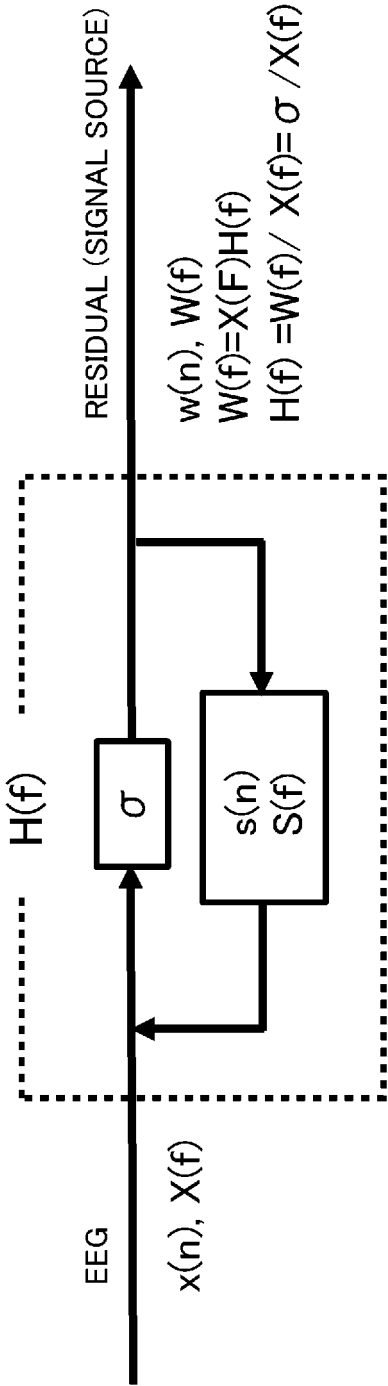 H(f)
EEG
x(n), X(f)
σ
s(n)
S(f)
RESIDUAL (SIGNAL SOURCE)
w(n), W(f)
W(f)=X(F)H(f)
H(f) =W(f)/ X(f)= σ /X(f)